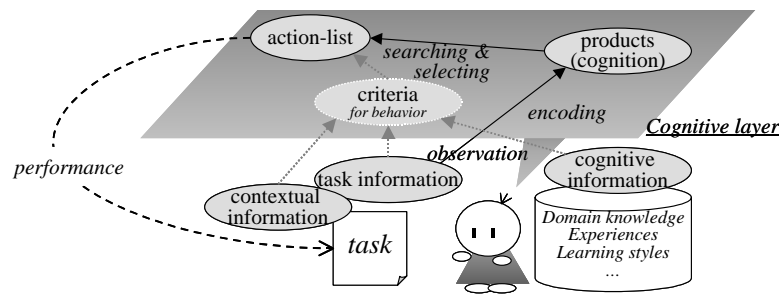 action-list
products
(cognition)
searching &
selecting
criteria
for behavior
encoding
Cognitive layer
observation
performance
task information
cognitive
information
contextual
information
task
Domain knowledge
Experiences
Learning styles
...